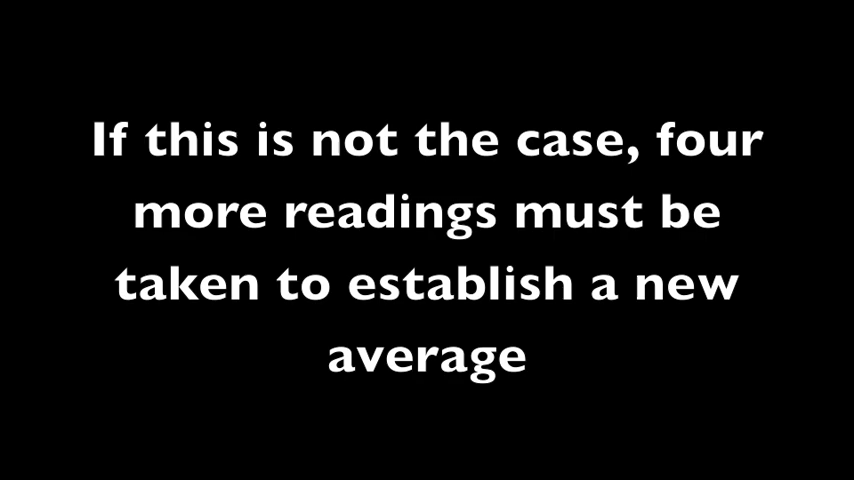 If this is not the case, four
more readings must be
taken to establish a new
average